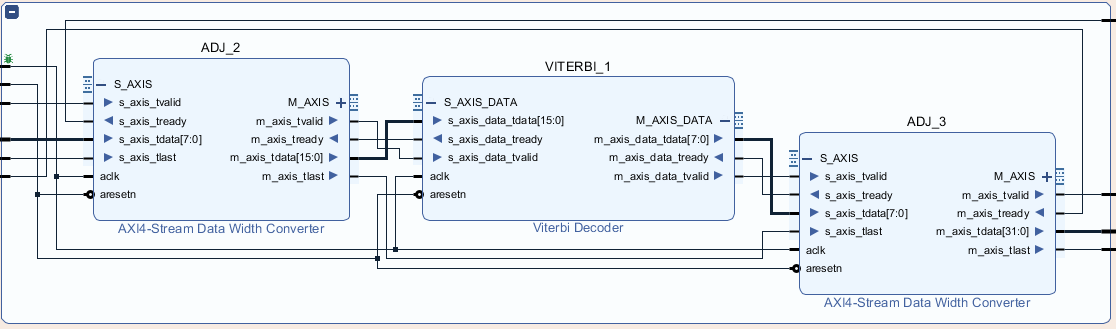 ADJ_2
S_AXIS
s_axis_tvalid
s_axis_tready
s_axis_tdata[7:0]
s_axis_tlast
aclk
aresetn
M_AXIS
m_axis_tvalid
m_axis_tready
m_axis_tdata[15:0]
m_axis_tlast
AXI4-Stream Data Width Converter
VITERBI_1
S_AXIS_DATA
s_axis_data_tdata[15:0]
s_axis_data_tready
s_axis_data_tvalid
aclk
aresetn
M_AXIS_DATA
m_axis_data_tdata[7:0]
m_axis_data_tready
m_axis_data_tvalid
Viterbi Decoder
ADJ_3
S_AXIS
s_axis_tvalid
s_axis_tready
s_axis_tdata[7:0]
s_axis_tlast
aclk
aresetn
M_AXIS
m_axis_tvalid
m_axis_tready
m_axis_tdata[31:0]
m_axis_tlast
AXI4-Stream Data Width Converter